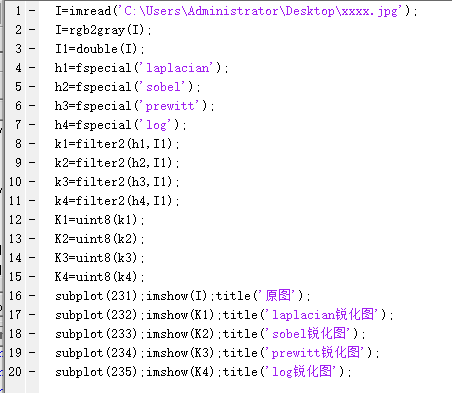 1 - I=imread('C:\Users\Administrator\Desktop\xxxx.jpg');
2 - I=rgb2gray(I);
3 - I1=double(I);
4 - h1=fspecial('laplacian');
5 - h2=fspecial('sobel');
6 - h3=fspecial('prewitt');
7 - h4=fspecial('log');
8 - k1=filter2(h1,I1);
9 - k2=filter2(h2,I1);
10 - k3=filter2(h3,I1);
11 - k4=filter2(h4,I1);
12 - K1=uint8(k1);
13 - K2=uint8(k2);
14 - K3=uint8(k3);
15 - K4=uint8(k4);
16 - subplot(231);imshow(I);title('原图');
17 - subplot(232);imshow(K1);title('laplacian锐化图');
18 - subplot(233);imshow(K2);title('sobel锐化图');
19 - subplot(234);imshow(K3);title('prewitt锐化图');
20 - subplot(235);imshow(K4);title('log锐化图');